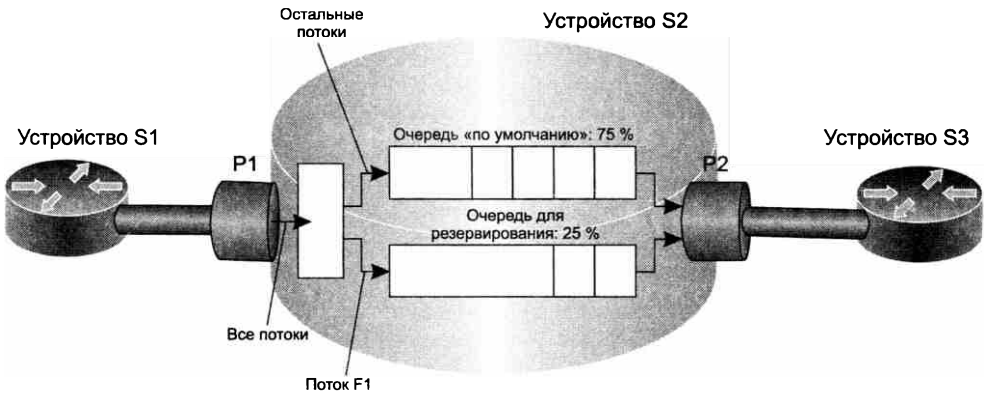 Остальные
потоки
Устройство S2
Устройство S1
Устройство S3
Очередь «по умолчанию»: 75 %
P1
P2
Очередь для
резервирования: 25 %
Все потоки
Поток F1